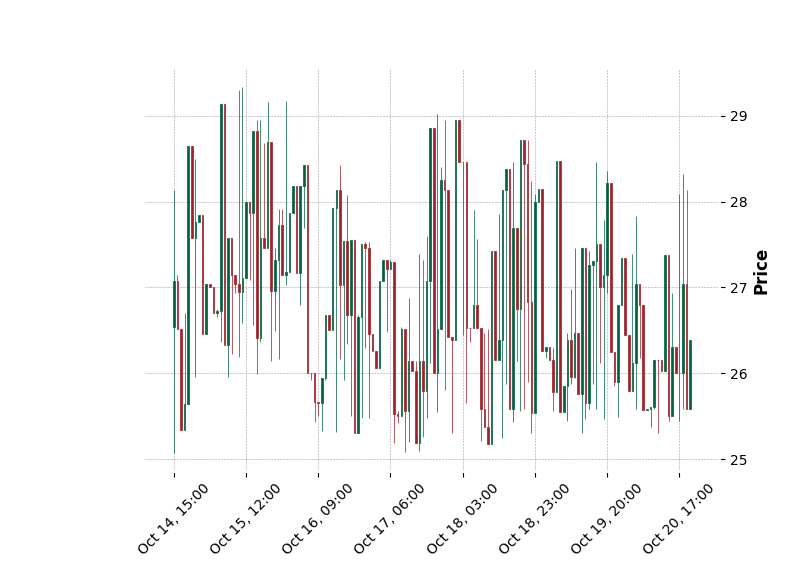 29
28
27
26
25
Price
Oct 14, 15:00
Oct 15, 12:00
Oct 16, 09:00
Oct 17, 06:00
Oct 18, 03:00
Oct 18, 23:00
Oct 19, 20:00
Oct 20, 17:00